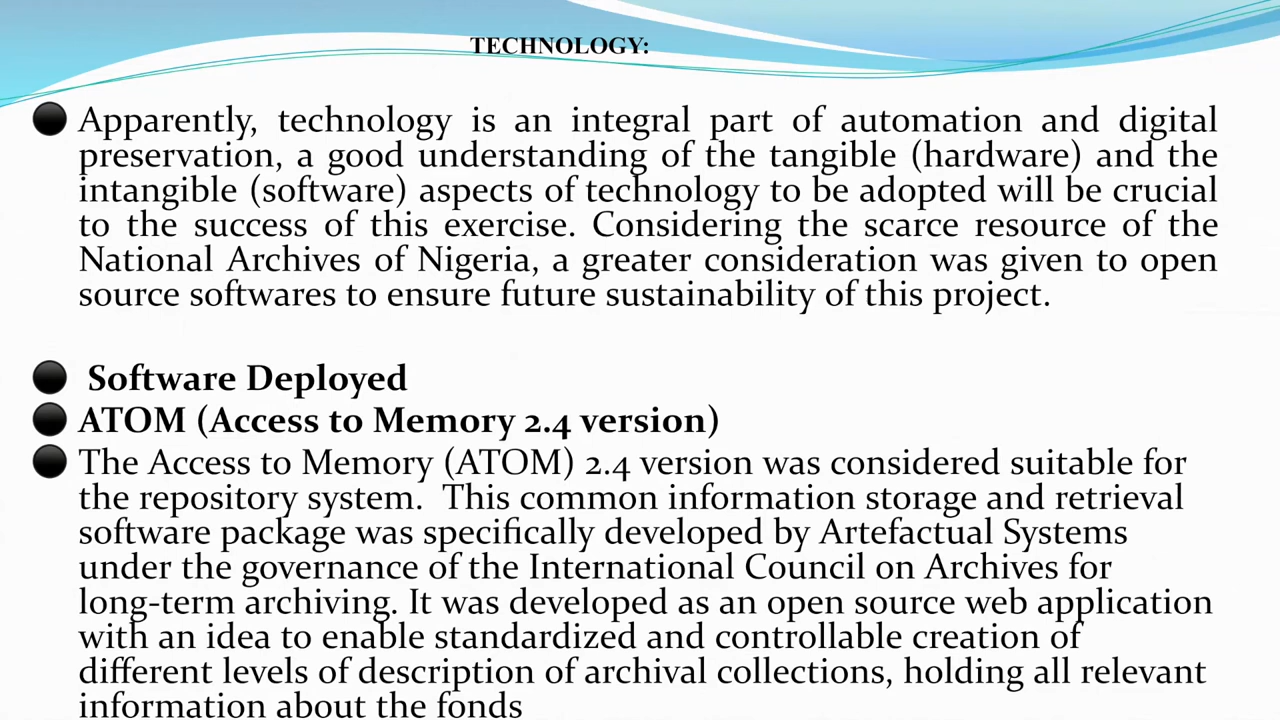 TECHNOLOGY:
● Apparently, technology is an integral part of automation and digital
preservation, a good understanding of the tangible (hardware) and the
intangible (software) aspects of technology to be adopted will be crucial
to the success of this exercise. Considering the scarce resource of the
National Archives of Nigeria, a greater consideration was given to open
source softwares to ensure future sustainability of this project.
● Software Deployed
● ATOM (Access to Memory 2.4 version)
● The Access to Memory (ATOM) 2.4 version was considered suitable for
the repository system. This common information storage and retrieval
software package was specifically developed by Artefactual Systems
under the governance of the International Council on Archives for
long-term archiving. It was developed as an open source web application
with an idea to enable standardized and controllable creation of
different levels of description of archival collections, holding all relevant
information about the fonds